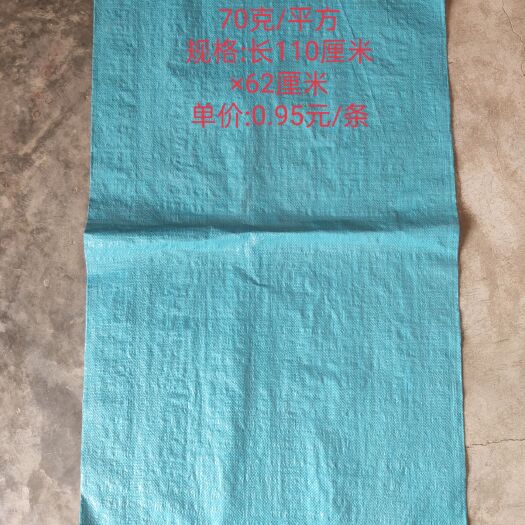 70克/平方
规格:长110厘米
×62厘米
单价:0.95元/条